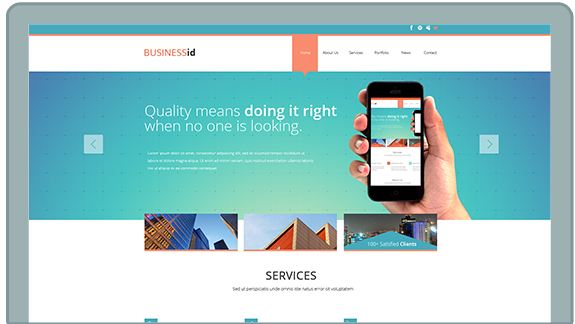 BUSINESSid
Home About Us Services Portfolio News Contact
Quality means doing it right
when no one is looking.
Lorem ipsum dolor sit amet, consectetur adipiscing elit, sed do eiusmod tempor incididunt ut
labore et dolore magna aliqua. Ut enim ad minim veniam, quis nostrud exercitation ullamco laboris
nisi ut aliquip ex ea commodo consequat.
100+ Satisfied Clients
SERVICES
Sed ut perspiciatis unde omnis iste natus error sit voluptatem